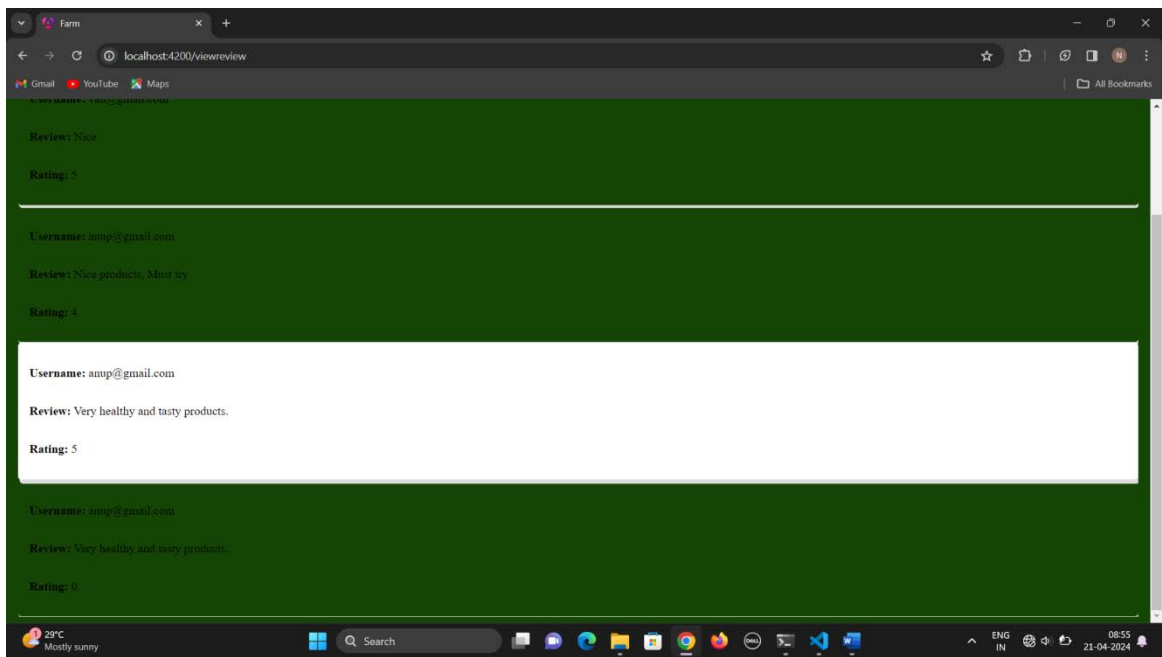 Farm
localhost:4200/viewreview
N
Gmail YouTube Maps All Bookmarks
Username:
Review: Nice
Rating: 5
Username: anup@gmail.com
Review: Nice products, Must try
Rating: 4
Username: anup@gmail.com
Review: Very healthy and tasty products.
Rating: 5
Username: anup@gmail.com
Review: Very healthy and tasty products.
Rating: 0
1
29°C
Mostly sunny
Search
DELL
ENG
IN
08:55
21-04-2024